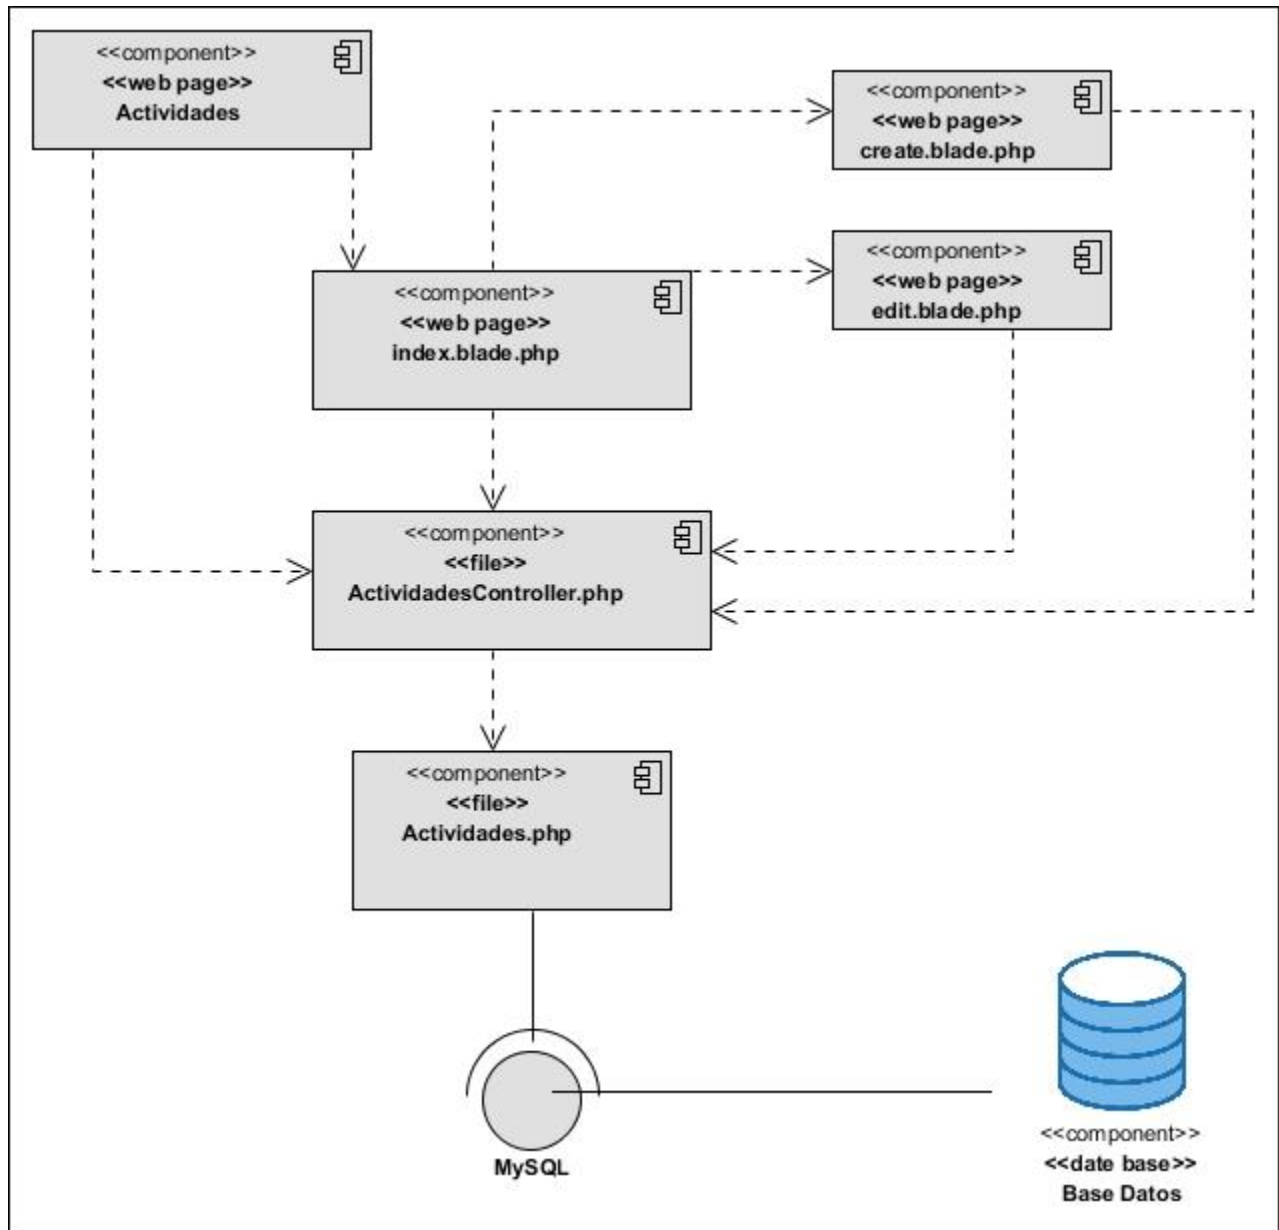 <<component>>
<<web page>>
Actividades
<<component>>
<<web page>>
create.blade.php
<<component>>
<<web page>>
edit.blade.php
<<component>>
<<web page>>
index.blade.php
<<component>>
<<file>>
ActividadesController.php
<<component>>
<<file>>
Actividades.php
MySQL
<<component>>
<<date base>>
Base Datos